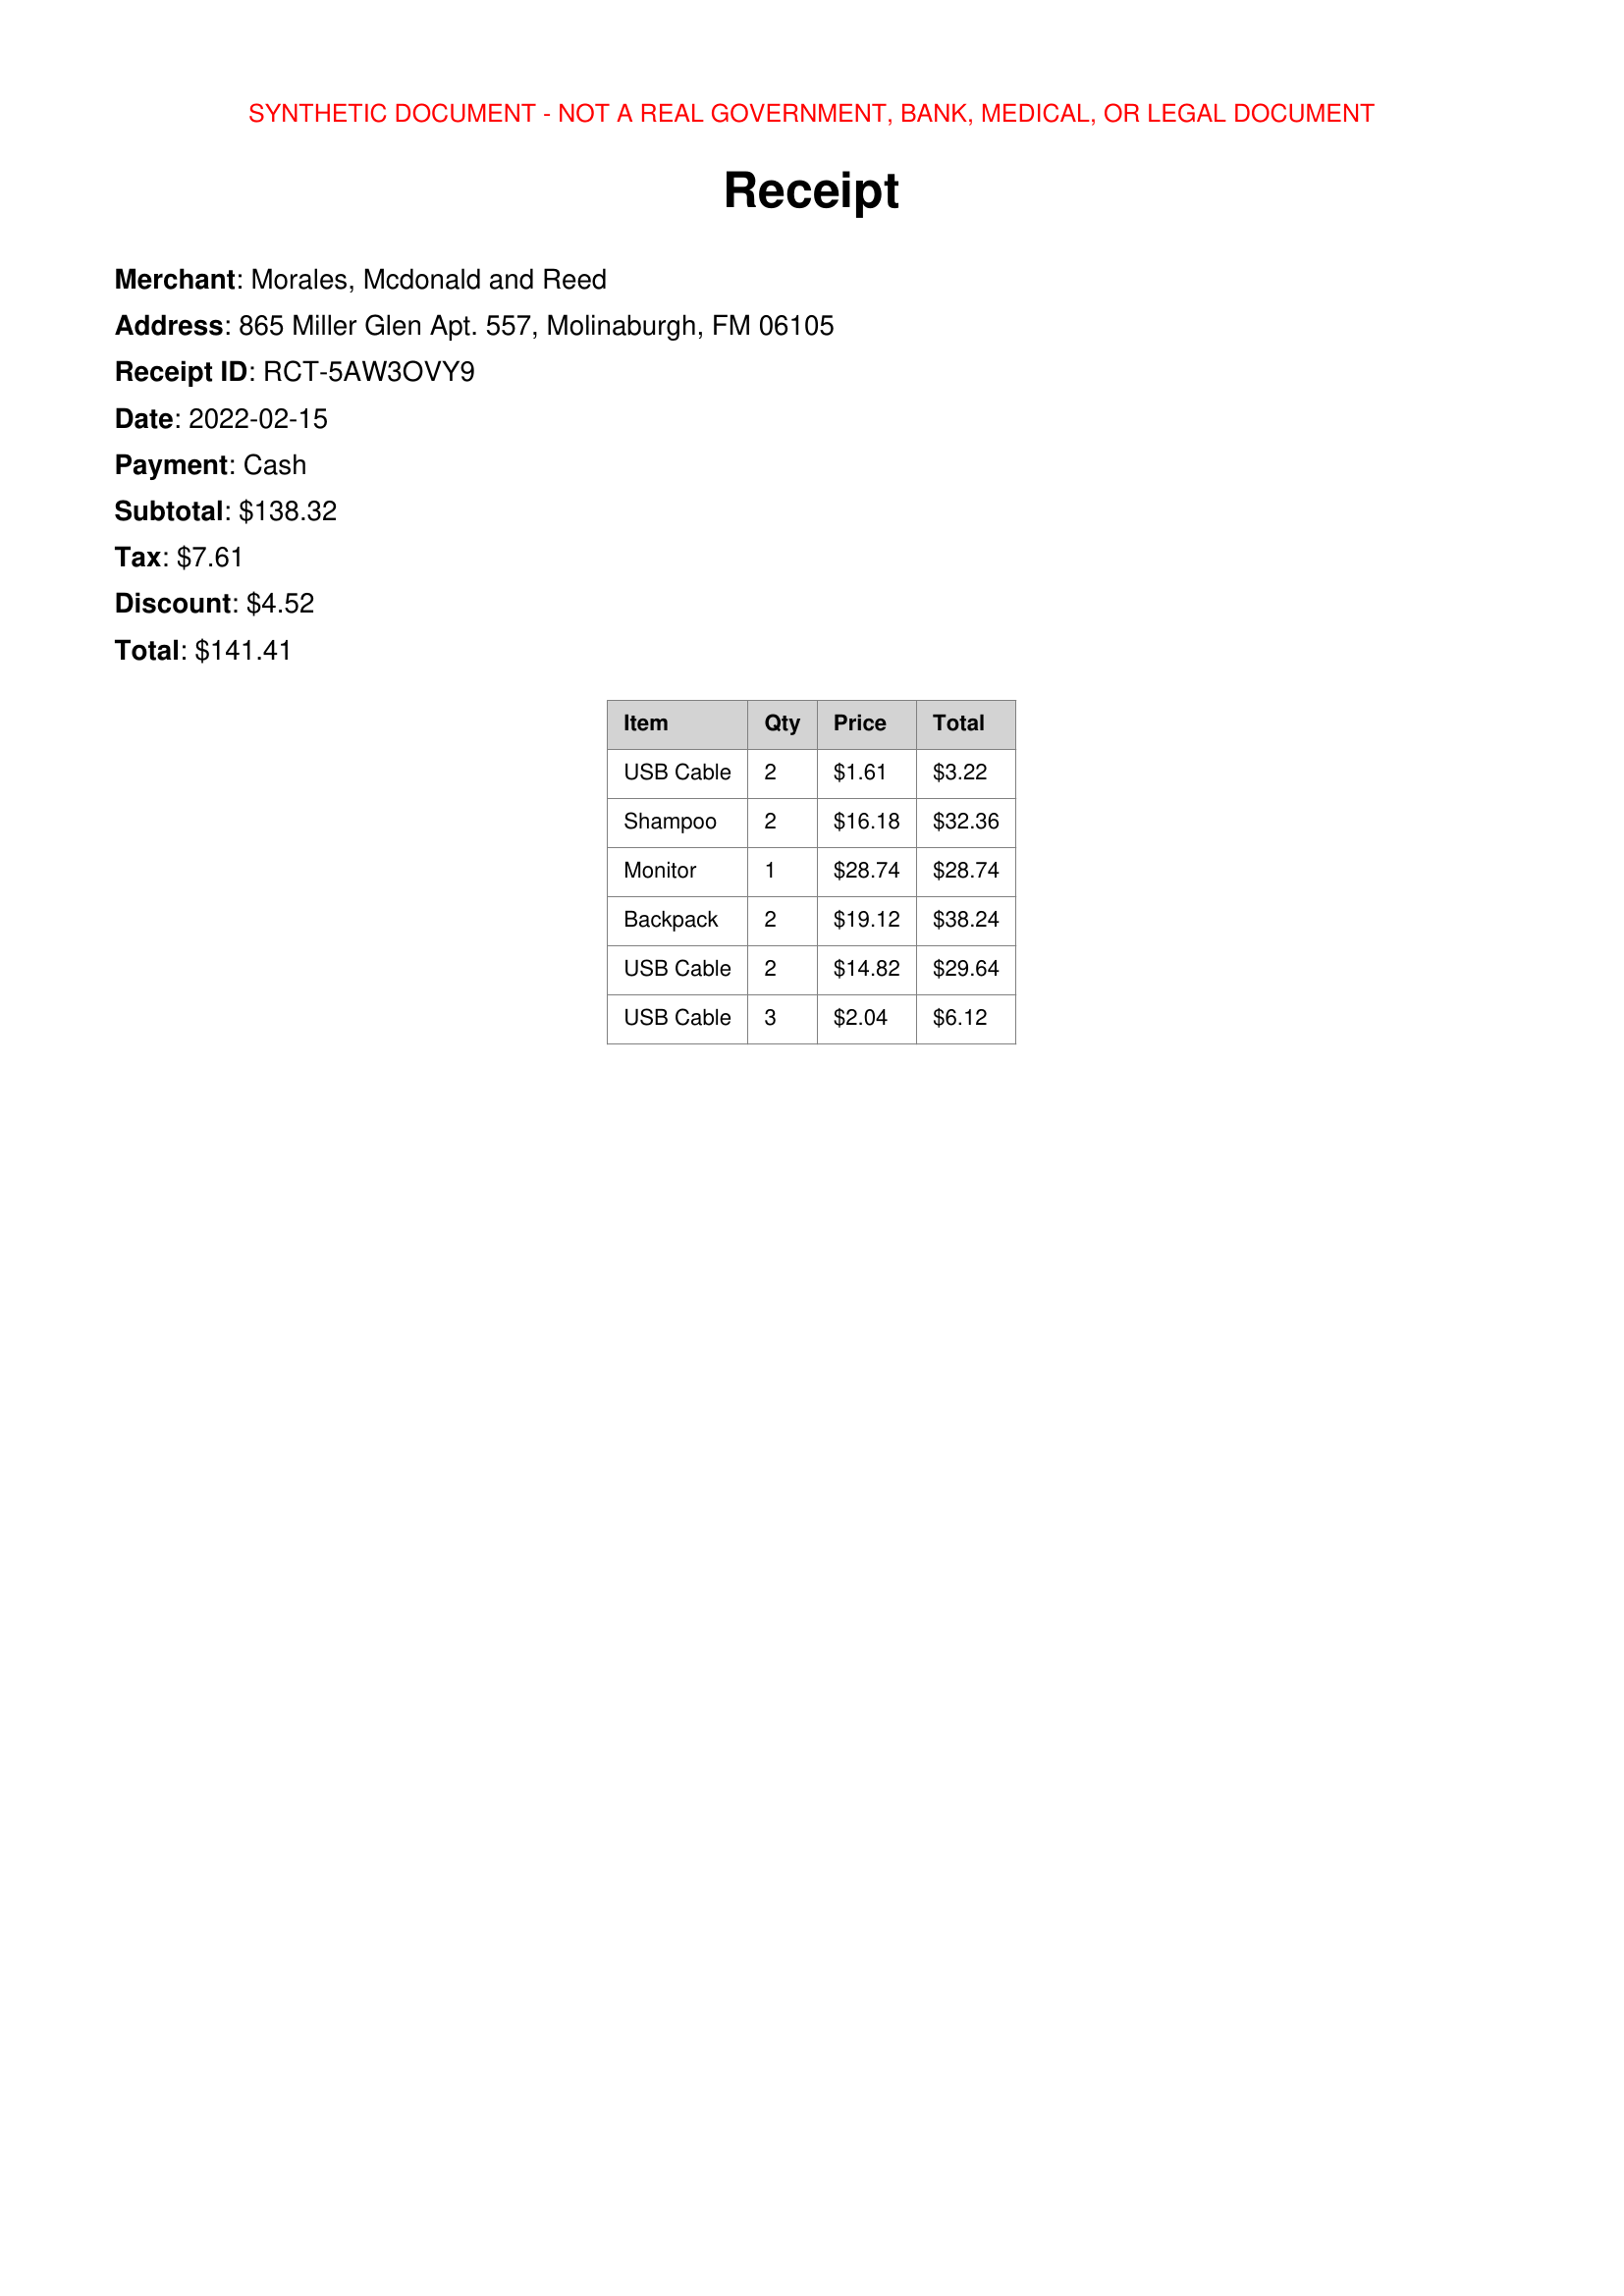 SYNTHETIC DOCUMENT - NOT A REAL GOVERNMENT, BANK, MEDICAL, OR LEGAL DOCUMENT
Receipt
Merchant: Morales, Mcdonald and Reed
Address: 865 Miller Glen Apt. 557, Molinaburgh, FM 06105
Receipt ID: RCT-5AW3OVY9
Date: 2022-02-15
Payment: Cash
Subtotal: $138.32
Tax: $7.61
Discount: $4.52
Total: $141.41
Item Qty Price Total
USB Cable 2 $1.61 $3.22
Shampoo 2 $16.18 $32.36
Monitor 1 $28.74 $28.74
Backpack 2 $19.12 $38.24
USB Cable 2 $14.82 $29.64
USB Cable 3 $2.04 $6.12